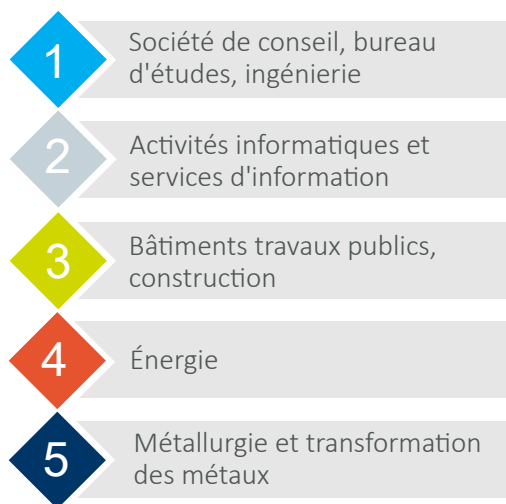 1
Société de conseil, bureau
d'études, ingénierie
2
Activités informatiques et
services d'information
3
Bâtiments travaux publics,
construction
4
Énergie
5
Métallurgie et transformation
des métaux